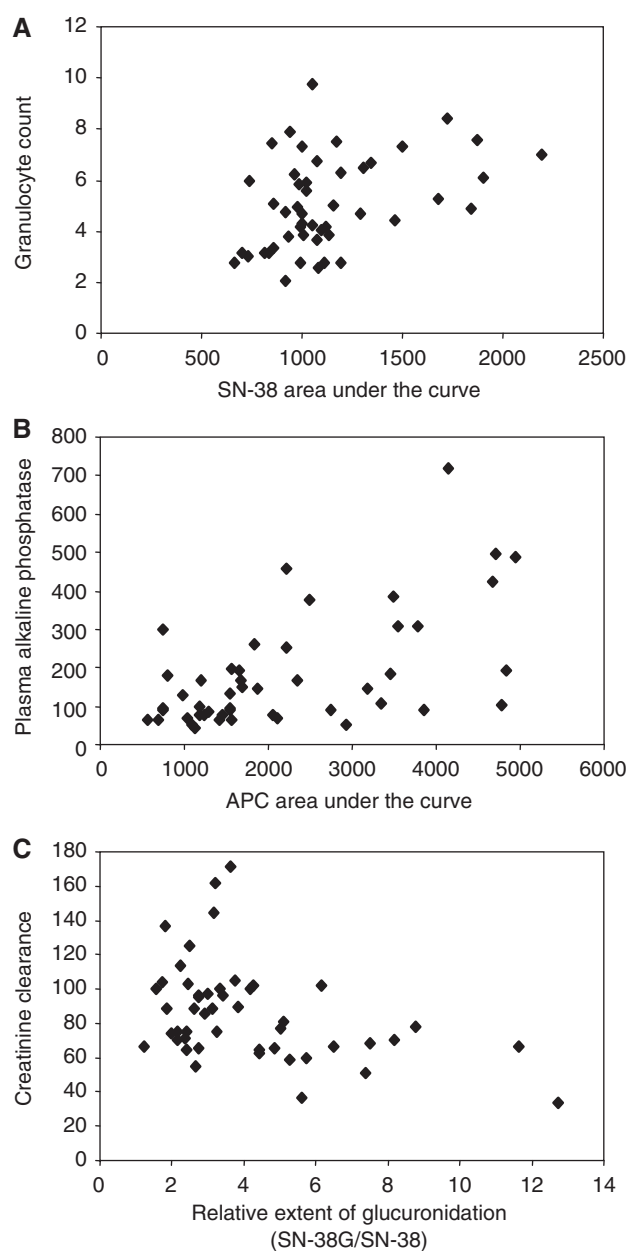 A
12
10
8
6
4
2
0
Granulocyte count
0 500 1000 1500 2000 2500
SN-38 area under the curve
B
800
700
600
500
400
300
200
100
0
Plasma alkaline phosphatase
0 1000 2000 3000 4000 5000 6000
APC area under the curve
C
180
160
140
120
100
80
60
40
20
0
Creatinine clearance
0 2 4 6 8 10 12 14
Relative extent of glucuronidation
(SN-38G/SN-38)